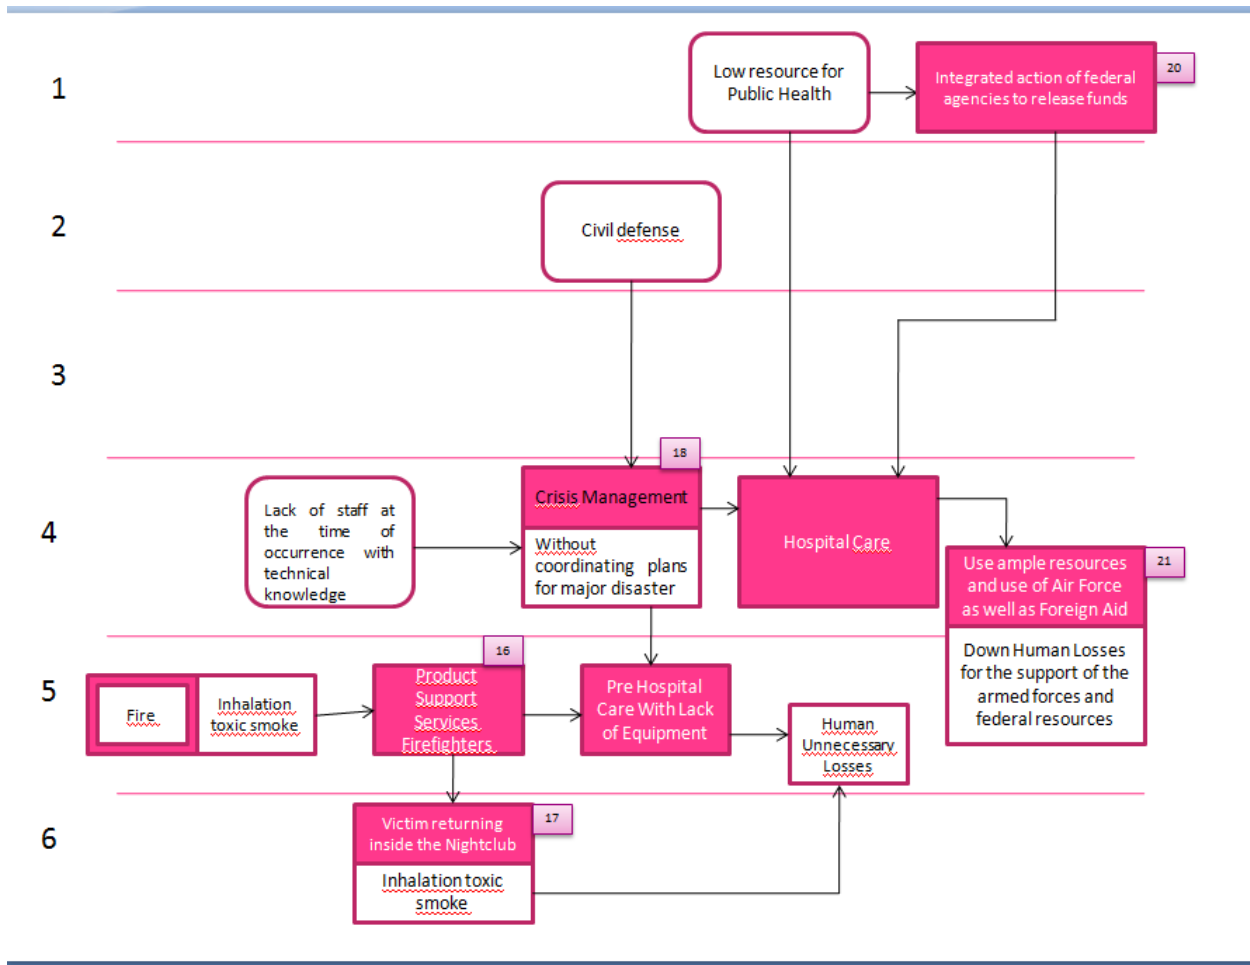 1
Low resource for
Public Health
Integrated action of federal
agencies to release funds
20
2
Civil defense
3
4
Lack of staff at
the time of
occurrence with
technical
knowledge
18
Crisis Management
Without
coordinating plans
for major disaster
Hospital Care
21
Use ample resources
and use of Air Force
as well as Foreign Aid
Down Human Losses
for the support of the
armed forces and
federal resources
5
Fire
Inhalation
toxic smoke
16
Product
Support
Services
Firefighters
Pre Hospital
Care With Lack
of Equipment
Human
Unnecessary
Losses
6
17
Victim returning
inside the Nightclub
Inhalation toxic
smoke